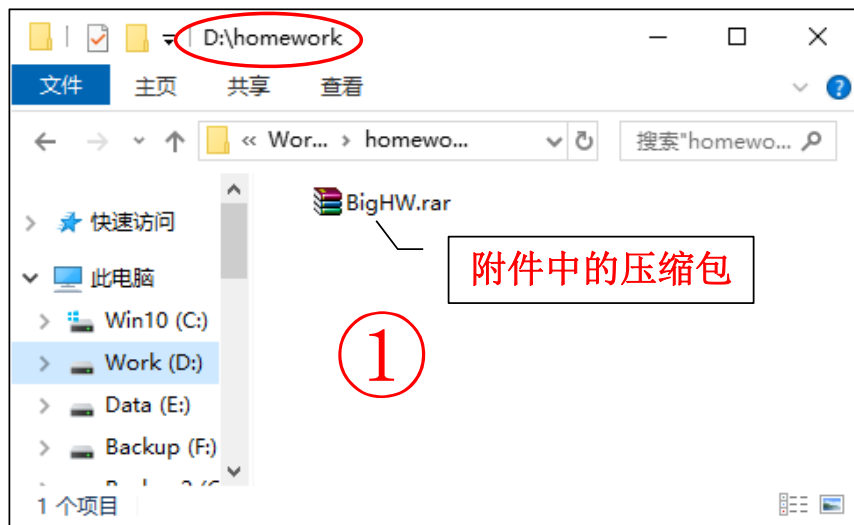 D:\homework
文件 主页 共享 查看
« Wor... › homewo... 搜索"homewo...
BigHW.rar
快速访问
附件中的压缩包
此电脑
Win10 (C:)
①
Work (D:)
Data (E:)
Backup (F:)
1 个项目